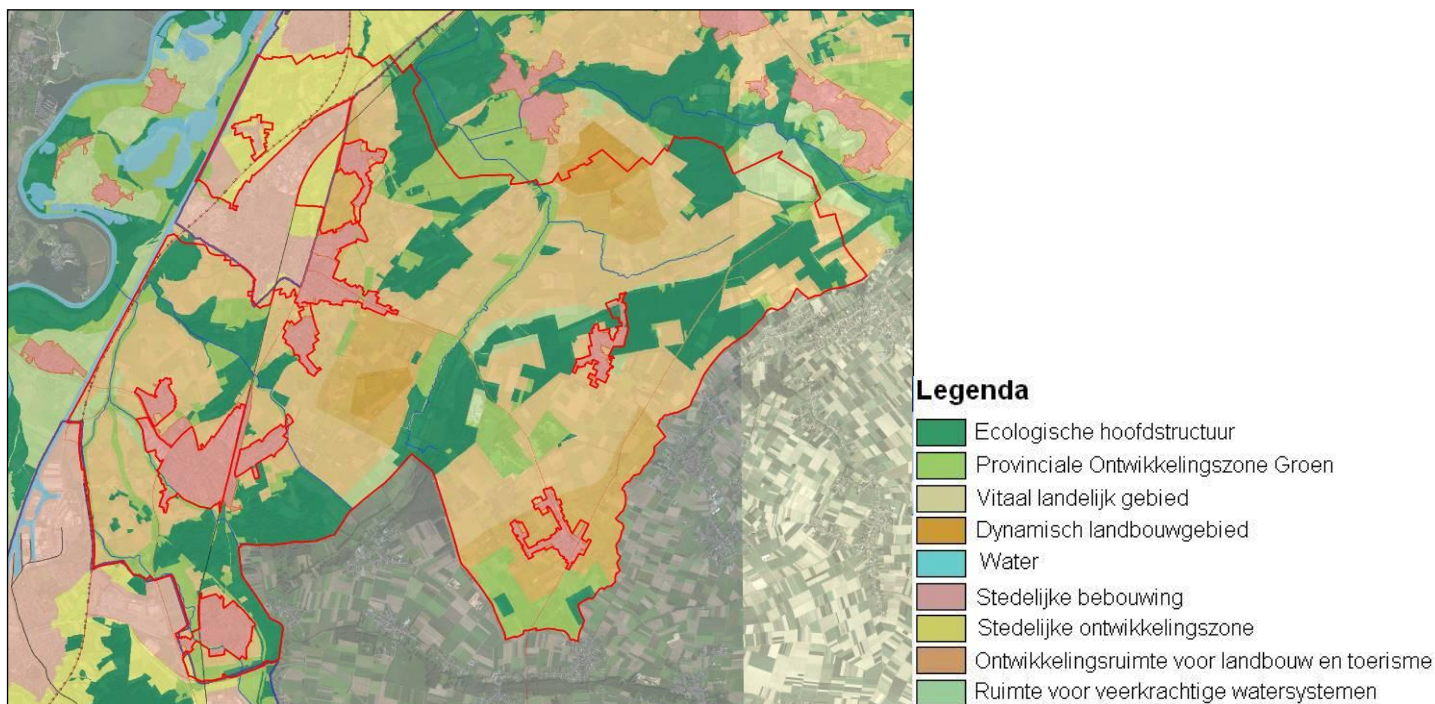 Legenda
Ecologische hoofdstructuur
Provinciale Ontwikkelingszone Groen
Vitaal landelijk gebied
Dynamisch landbouwgebied
Water
Stedelijke bebouwing
Stedelijke ontwikkelingszone
Ontwikkelingsruimte voor landbouw en toerisme
Ruimte voor veerkrachtige watersystemen